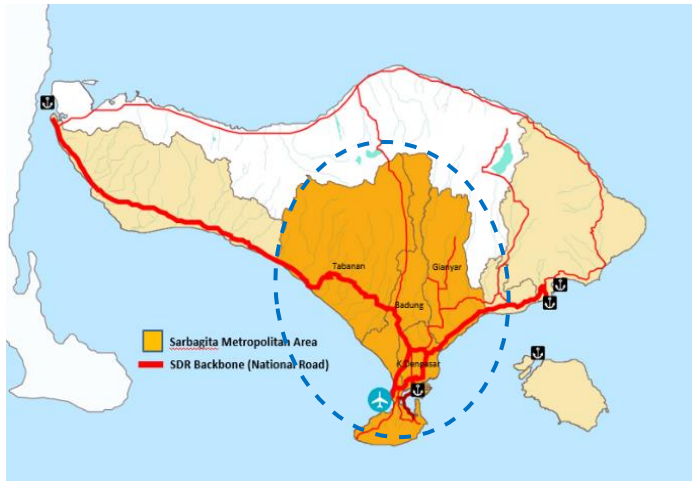 Tabanan
Gianyar
Badung
Sarbagita Metropolitan Area
SDR Backbone (National Road)
K.Denpasar